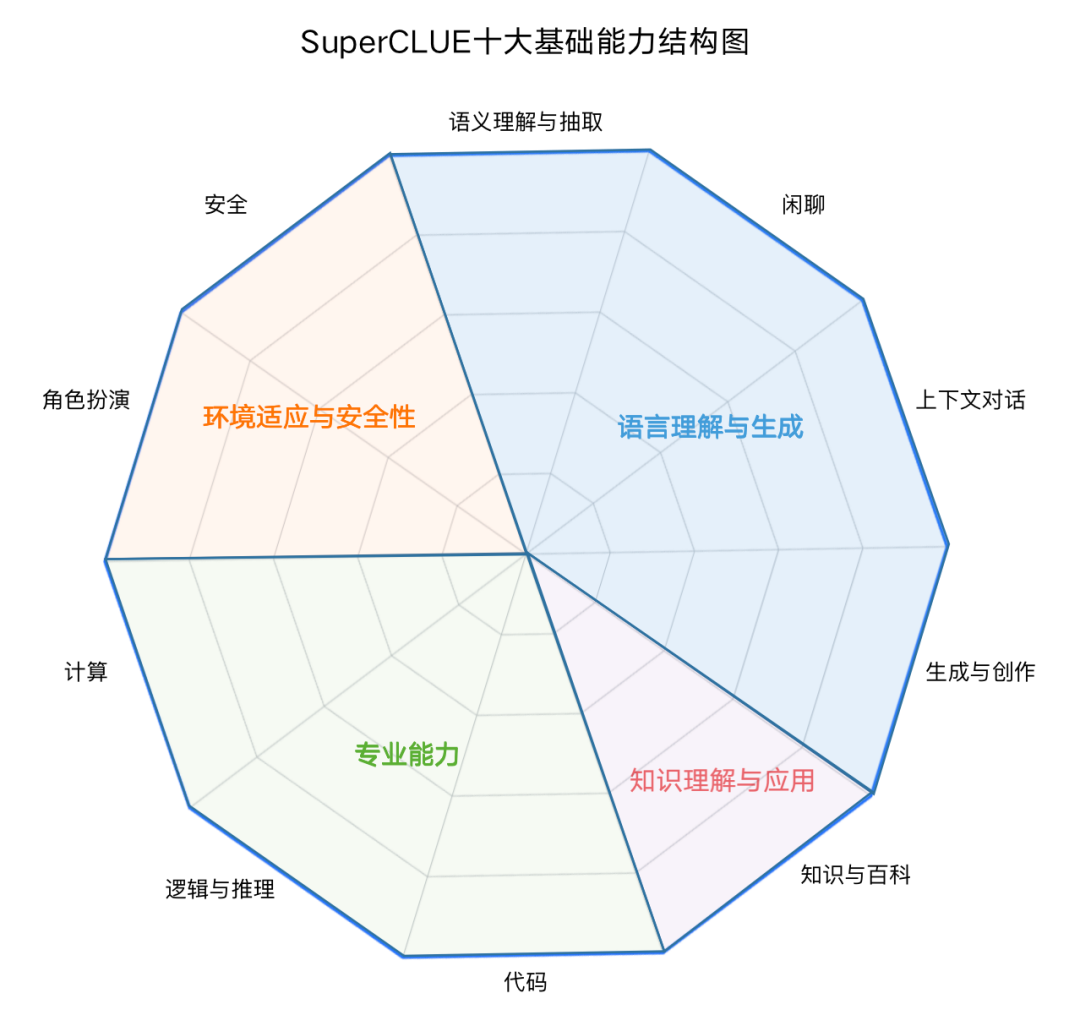 SuperCLUE十大基础能力结构图
语义理解与抽取
安全
闲聊
角色扮演
上下文对话
环境适应与安全性
语言理解与生成
计算
生成与创作
专业能力
知识理解与应用
逻辑与推理
知识与百科
代码